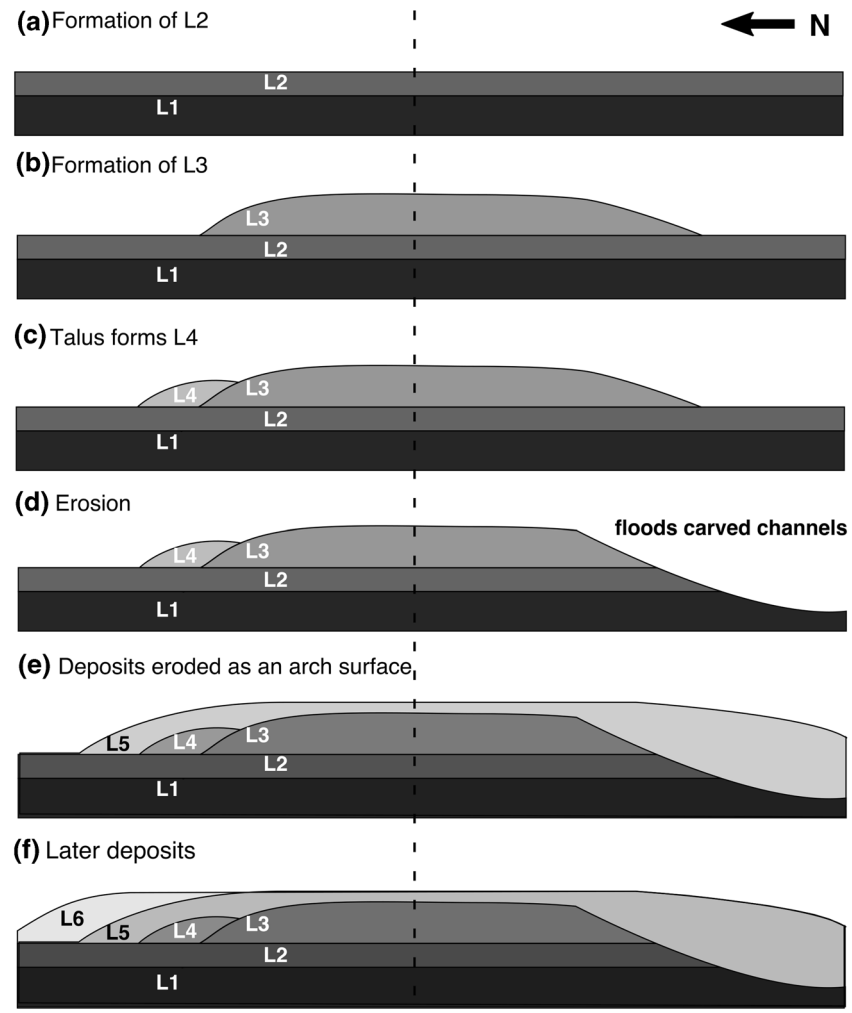 (a) Formation of L2
N
L2
L1
(b) Formation of L3
L3
L2
L1
(c) Talus forms L4
L4
L3
L2
L1
(d) Erosion
floods carved channels
L4
L3
L2
L1
(e) Deposits eroded as an arch surface
L5
L4
L3
L2
L1
(f) Later deposits
L6
L5
L4
L3
L2
L1